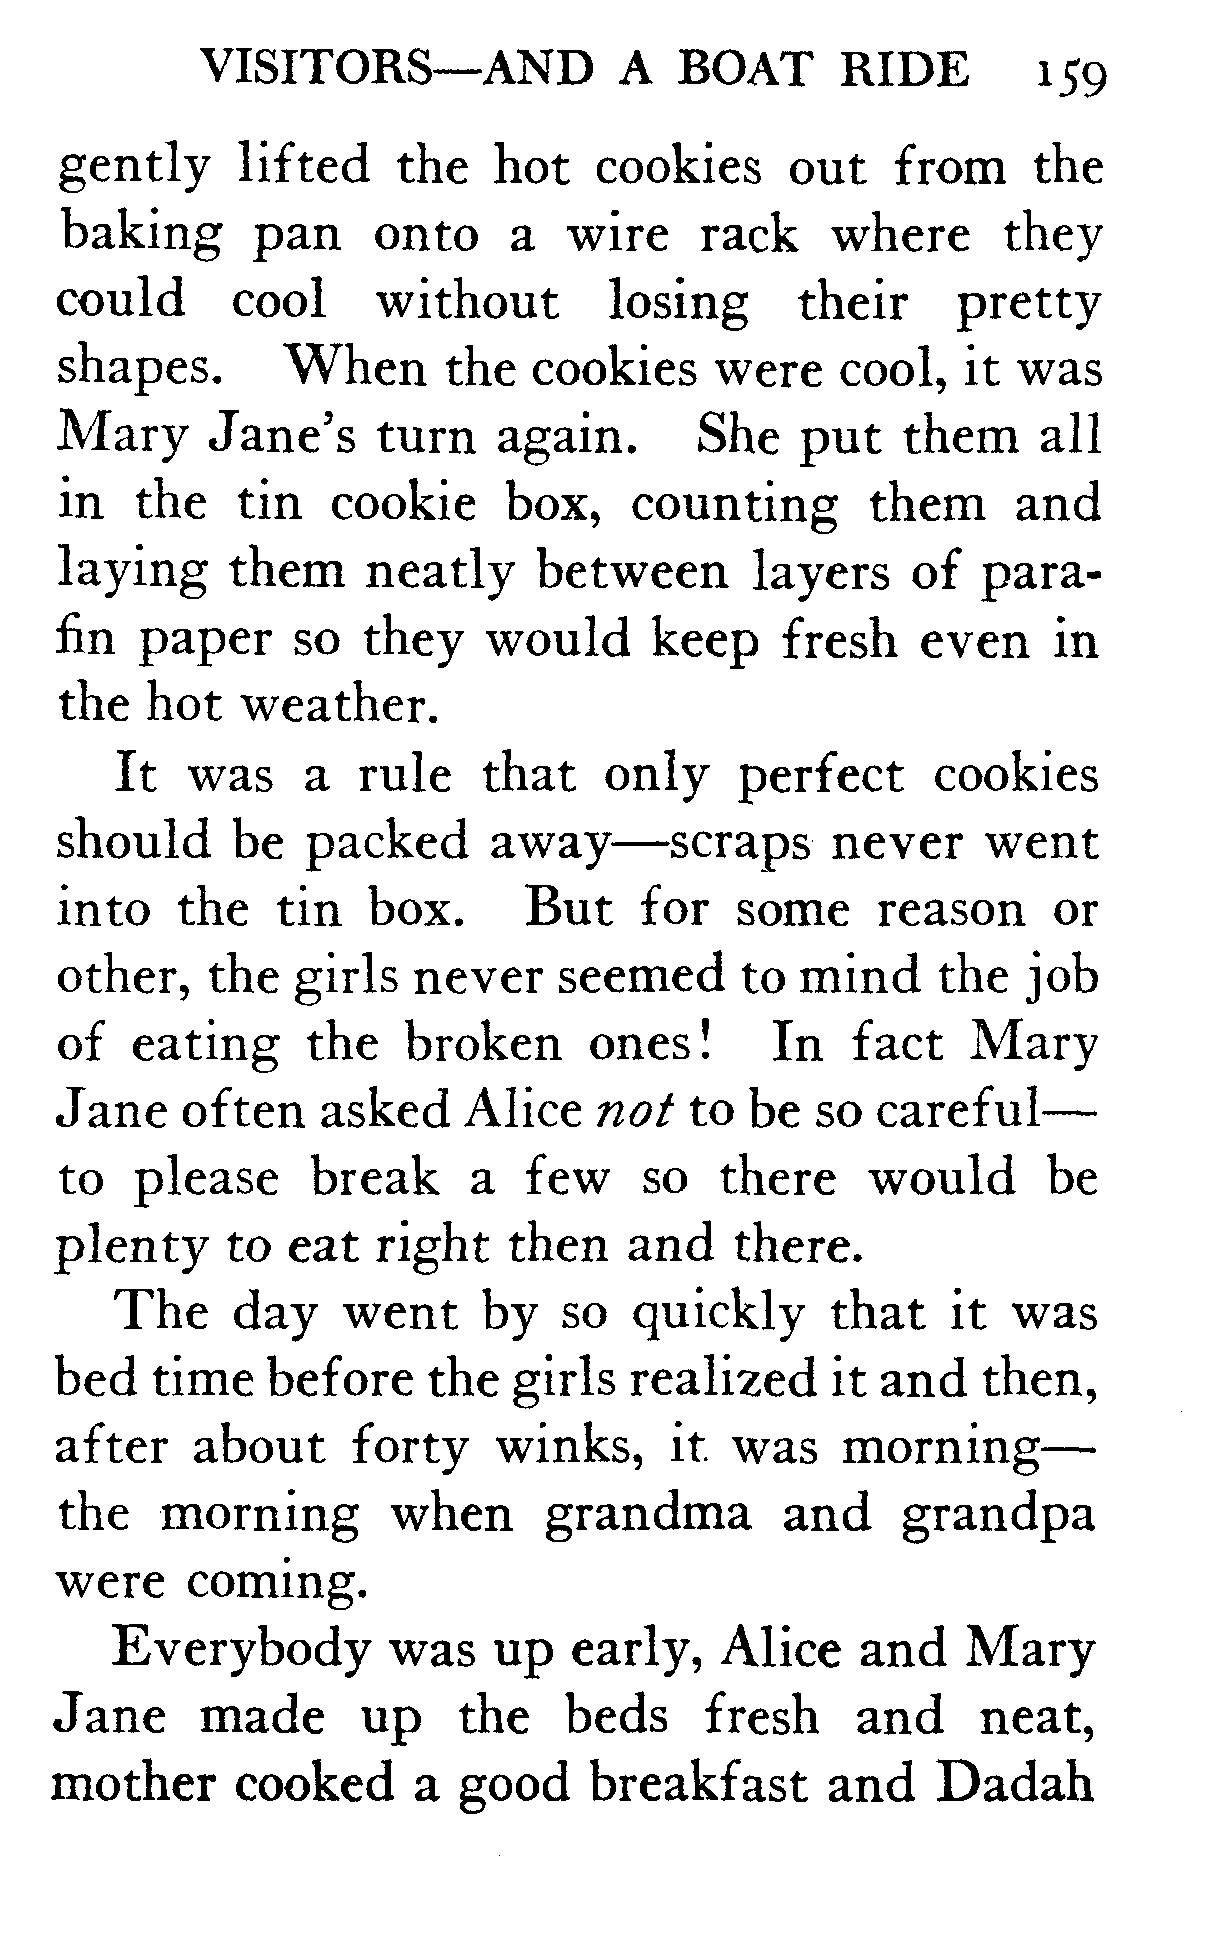 VISITORS—AND A BOAT RIDE 159
gently lifted the hot cookies out from the
baking pan onto a wire rack where they
could cool without losing their pretty
shapes. When the cookies were cool, it was
Mary Jane's turn again. She put them all
in the tin cookie box, counting them and
laying them neatly between layers of para-
fin paper so they would keep fresh even in
the hot weather.
It was a rule that only perfect cookies
should be packed away—scraps never went
into the tin box. But for some reason or
other, the girls never seemed to mind the job
of eating the broken ones! In fact Mary
Jane often asked Alice not to be so careful—
to please break a few so there would be
plenty to eat right then and there.
The day went by so quickly that it was
bed time before the girls realized it and then,
after about forty winks, it was morning—
the morning when grandma and grandpa
were coming.
Everybody was up early, Alice and Mary
Jane made up the beds fresh and neat,
mother cooked a good breakfast and Dadah